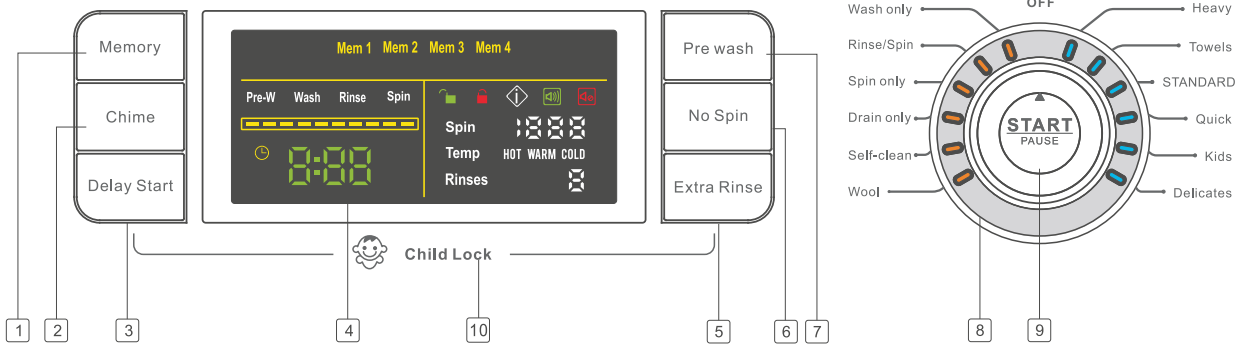 Memory
Chime
Delay Start
Mem 1 Mem 2 Mem 3 Mem 4
Pre-W Wash Rinse Spin
8:88
Spin 1888
Temp HOT WARM COLD
Rinses 8
Pre wash
No Spin
Extra Rinse
Child Lock
1
2
3
4
10
5
6
7
OFF
Wash only
Rinse/Spin
Spin only
Drain only
Self-clean
Wool
Heavy
Towels
STANDARD
Quick
Kids
Delicates
START
PAUSE
8
9